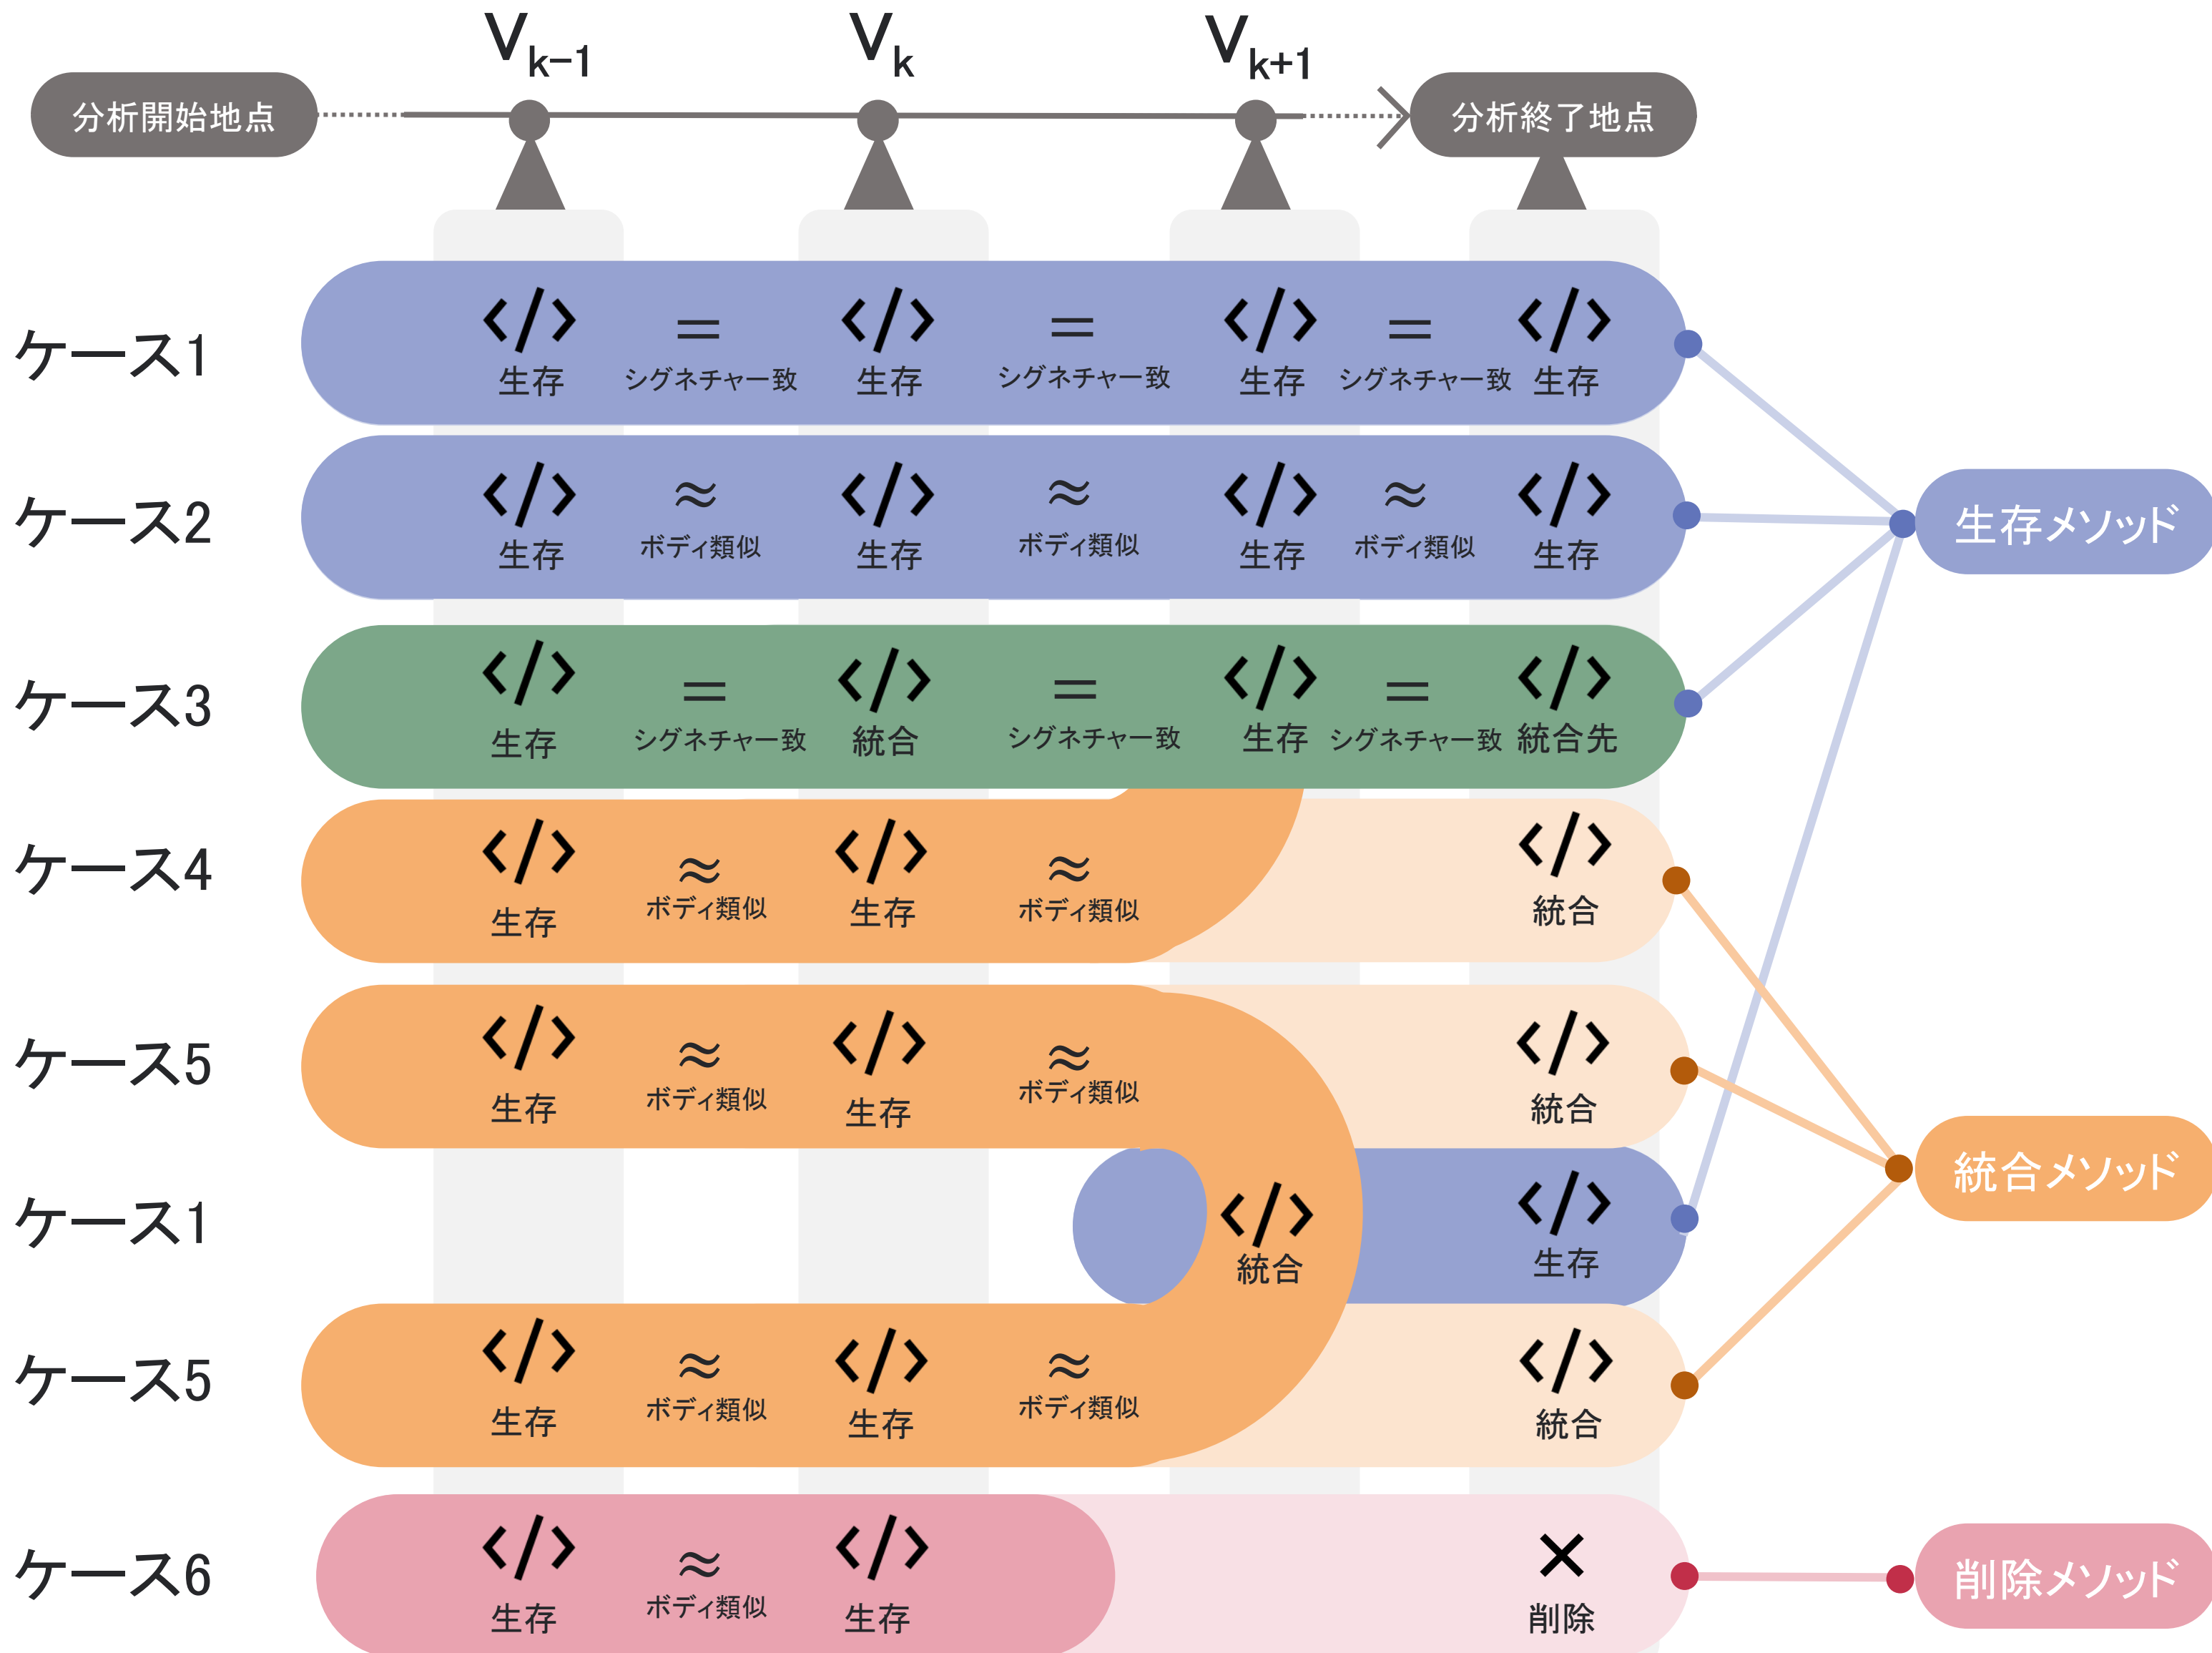 Vk-1
Vk
Vk+1
分析開始地点
分析終了地点
ケース1
</> = </> = </> = </>
生存 シグネチャ一致 生存 シグネチャ一致 生存 シグネチャ一致 生存
ケース2
</> ≈ </> ≈ </> ≈ </>
生存 ボディ類似 生存 ボディ類似 生存 ボディ類似 生存
生存メソッド
ケース3
</> = </> = </> = </>
生存 シグネチャ一致 統合 シグネチャ一致 生存 シグネチャ一致 統合先
ケース4
</> ≈ </> ≈ </>
生存 ボディ類似 生存 ボディ類似 統合
ケース5
</> ≈ </> ≈ </>
生存 ボディ類似 生存 ボディ類似 統合
統合メソッド
ケース1
</> </>
統合 生存
ケース5
</> ≈ </> ≈ </>
生存 ボディ類似 生存 ボディ類似 統合
ケース6
</> ≈ </> ×
生存 ボディ類似 生存 削除
削除メソッド